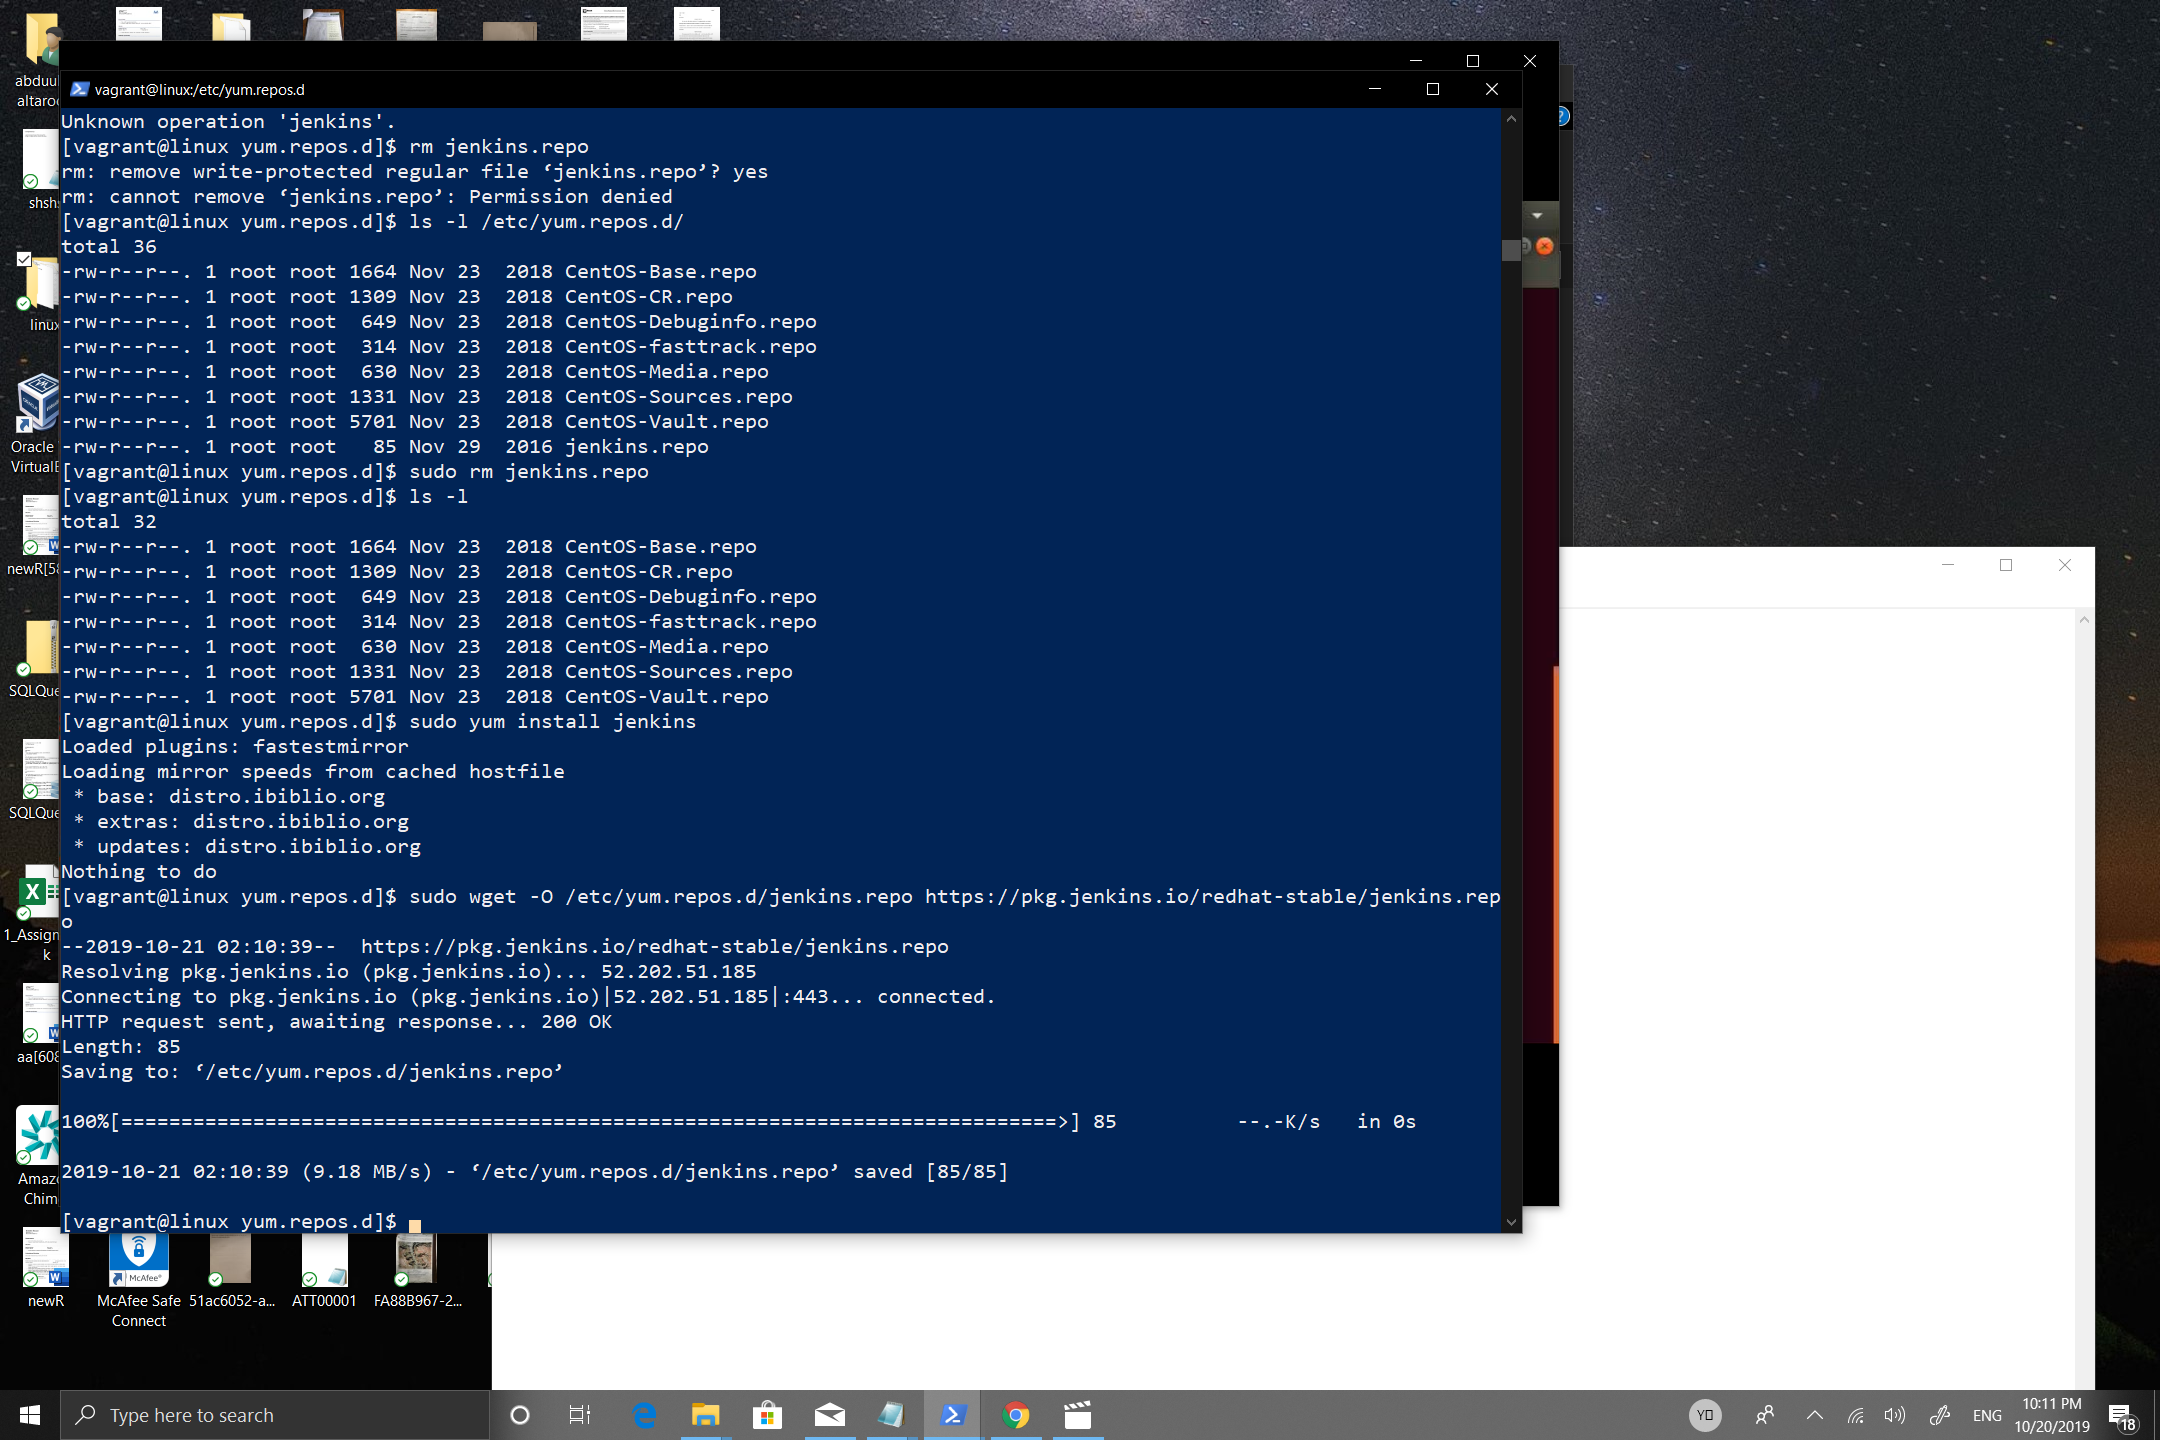 vagrant@linux:/etc/yum.repos.d
Unknown operation 'jenkins'.
[vagrant@linux yum.repos.d]$ rm jenkins.repo
rm: remove write-protected regular file ‘jenkins.repo’? yes
rm: cannot remove ‘jenkins.repo’: Permission denied
[vagrant@linux yum.repos.d]$ ls -l /etc/yum.repos.d/
total 36
-rw-r--r--. 1 root root 1664 Nov 23  2018 CentOS-Base.repo
-rw-r--r--. 1 root root 1309 Nov 23  2018 CentOS-CR.repo
-rw-r--r--. 1 root root  649 Nov 23  2018 CentOS-Debuginfo.repo
-rw-r--r--. 1 root root  314 Nov 23  2018 CentOS-fasttrack.repo
-rw-r--r--. 1 root root  630 Nov 23  2018 CentOS-Media.repo
-rw-r--r--. 1 root root 1331 Nov 23  2018 CentOS-Sources.repo
-rw-r--r--. 1 root root 5701 Nov 23  2018 CentOS-Vault.repo
-rw-r--r--. 1 root root   85 Nov 29  2016 jenkins.repo
[vagrant@linux yum.repos.d]$ sudo rm jenkins.repo
[vagrant@linux yum.repos.d]$ ls -l
total 32
-rw-r--r--. 1 root root 1664 Nov 23  2018 CentOS-Base.repo
-rw-r--r--. 1 root root 1309 Nov 23  2018 CentOS-CR.repo
-rw-r--r--. 1 root root  649 Nov 23  2018 CentOS-Debuginfo.repo
-rw-r--r--. 1 root root  314 Nov 23  2018 CentOS-fasttrack.repo
-rw-r--r--. 1 root root  630 Nov 23  2018 CentOS-Media.repo
-rw-r--r--. 1 root root 1331 Nov 23  2018 CentOS-Sources.repo
-rw-r--r--. 1 root root 5701 Nov 23  2018 CentOS-Vault.repo
[vagrant@linux yum.repos.d]$ sudo yum install jenkins
Loaded plugins: fastestmirror
Loading mirror speeds from cached hostfile
 * base: distro.ibiblio.org
 * extras: distro.ibiblio.org
 * updates: distro.ibiblio.org
Nothing to do
[vagrant@linux yum.repos.d]$ sudo wget -O /etc/yum.repos.d/jenkins.repo https://pkg.jenkins.io/redhat-stable/jenkins.rep
o
--2019-10-21 02:10:39--  https://pkg.jenkins.io/redhat-stable/jenkins.repo
Resolving pkg.jenkins.io (pkg.jenkins.io)... 52.202.51.185
Connecting to pkg.jenkins.io (pkg.jenkins.io)|52.202.51.185|:443... connected.
HTTP request sent, awaiting response... 200 OK
Length: 85
Saving to: ‘/etc/yum.repos.d/jenkins.repo’
100%[==============================================================================>] 85          --.-K/s   in 0s
2019-10-21 02:10:39 (9.18 MB/s) - ‘/etc/yum.repos.d/jenkins.repo’ saved [85/85]
[vagrant@linux yum.repos.d]$
abduu
altaro
shsh
linux
Oracle
Virtual
newR[58
SQLQue
SQLQue
1_Assign
k
aa[608
Amaz
Chim
newR
McAfee
McAfee Safe
Connect
51ac6052-a...
ATT00001
FA88B967-2...
Type here to search
YO
ENG
10:11 PM
10/20/2019
18